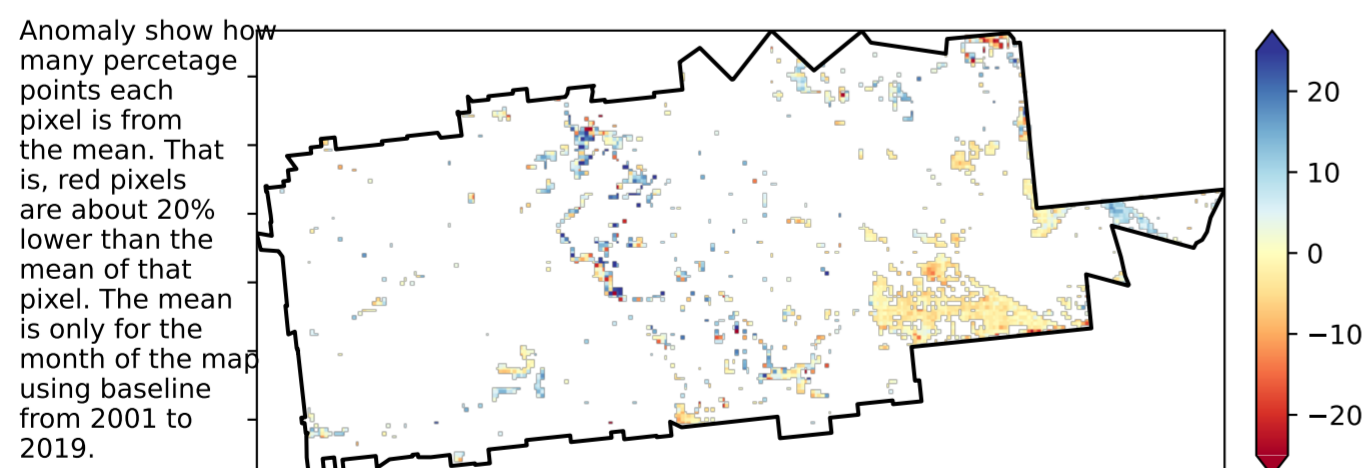 Anomaly show how
many percetage
points each
pixel is from
the mean. That
is, red pixels
are about 20%
lower than the
mean of that
pixel. The mean
is only for the
month of the map
using baseline
from 2001 to
2019.
20
10
0
−10
−20